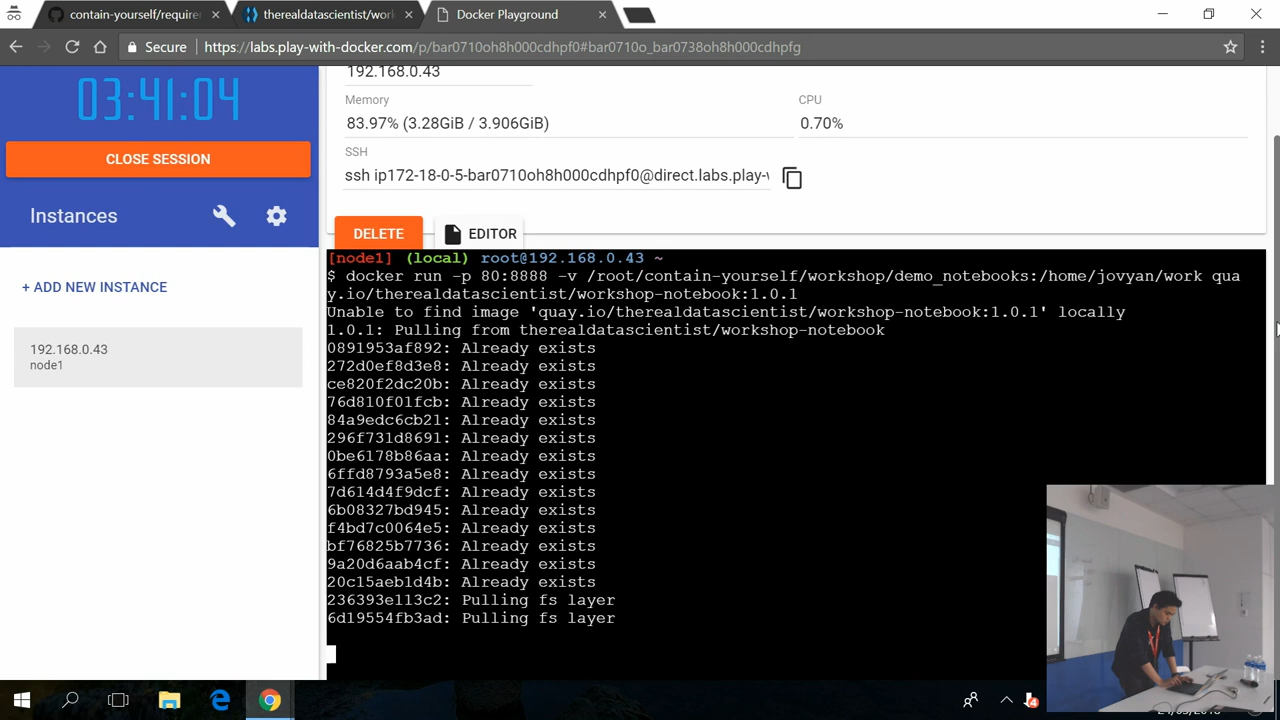 contain-yourself/requirer
therealdatascientist/work
Docker Playground
Secure
https://labs.play-with-docker.com/p/bar0710oh8h000cdhpf0#bar0710o_bar0738oh8h000cdhpfg
03:41:04
CLOSE SESSION
Instances
+ ADD NEW INSTANCE
192.168.0.43
node1
192.168.0.43
Memory
CPU
83.97% (3.28GiB / 3.906GiB)
0.70%
SSH
ssh ip172-18-0-5-bar0710oh8h000cdhpf0@direct.labs.play-
DELETE
EDITOR
[node1] (local) root@192.168.0.43 ~
$ docker run -p 80:8888 -v /root/contain-yourself/workshop/demo_notebooks:/home/jovyan/work qua
y.io/therealdatascientist/workshop-notebook:1.0.1
Unable to find image 'quay.io/therealdatascientist/workshop-notebook:1.0.1' locally
1.0.1: Pulling from therealdatascientist/workshop-notebook
0891953af892: Already exists
272d0ef8d3e8: Already exists
ce820f2dc20b: Already exists
76d810f01fcb: Already exists
84a9edc6cb21: Already exists
296f731d8691: Already exists
0be6178b86aa: Already exists
6ffd8793a5e8: Already exists
7d614d4f9dcf: Already exists
6b08327bd945: Already exists
f4bd7c0064e5: Already exists
bf76825b7736: Already exists
9a20d6aab4cf: Already exists
20c15aeb1d4b: Already exists
236393e113c2: Pulling fs layer
6d19554fb3ad: Pulling fs layer
4